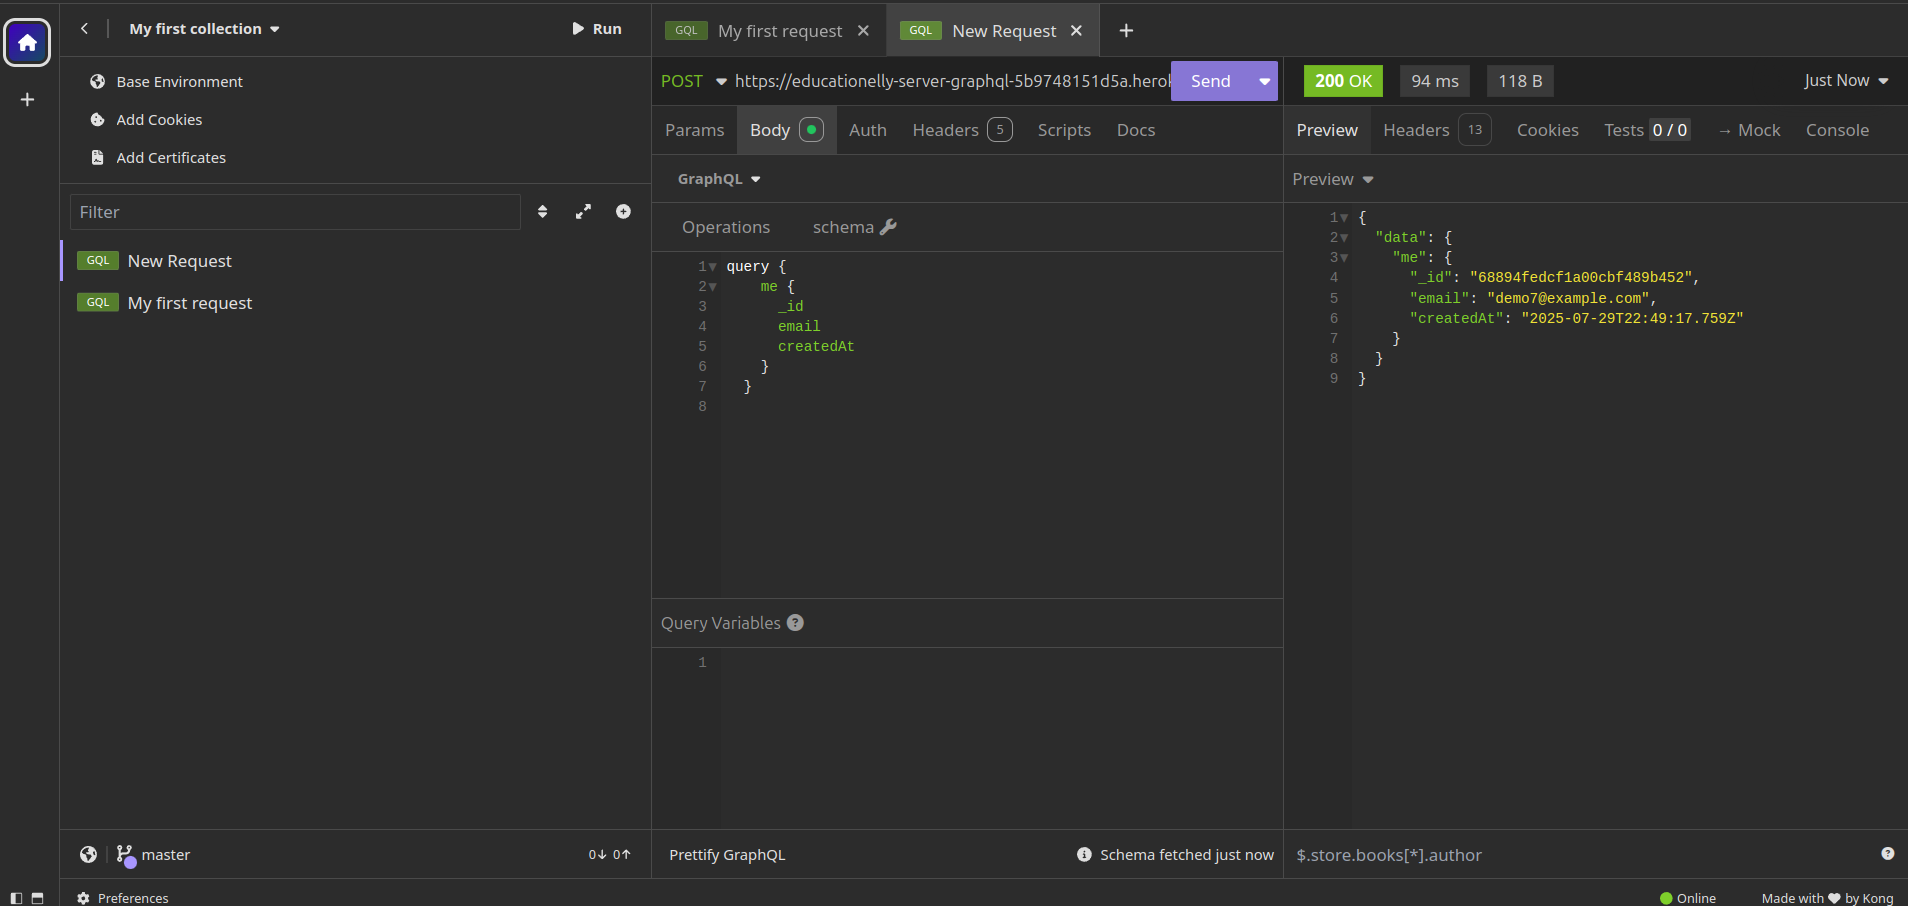 My first collection
Run
Base Environment
Add Cookies
Add Certificates
Filter
GQL New Request
GQL My first request
master
0↓ 0↑
Preferences
GQL My first request
GQL New Request
POST https://educationelly-server-graphql-5b9748151d5a.herok
Send
Params Body Auth Headers 5 Scripts Docs
GraphQL
Operations schema
1 query {
2 me {
3 _id
4 email
5 createdAt
6 }
7 }
8
Query Variables ?
1
Prettify GraphQL
Schema fetched just now
200 OK 94 ms 118 B Just Now
Preview Headers 13 Cookies Tests 0 / 0 → Mock Console
Preview
1 {
2 "data": {
3 "me": {
4 "_id": "68894fedcf1a00cbf489b452",
5 "email": "demo7@example.com",
6 "createdAt": "2025-07-29T22:49:17.759Z"
7 }
8 }
9 }
$.store.books[*].author
?
Online
Made with ♥ by Kong